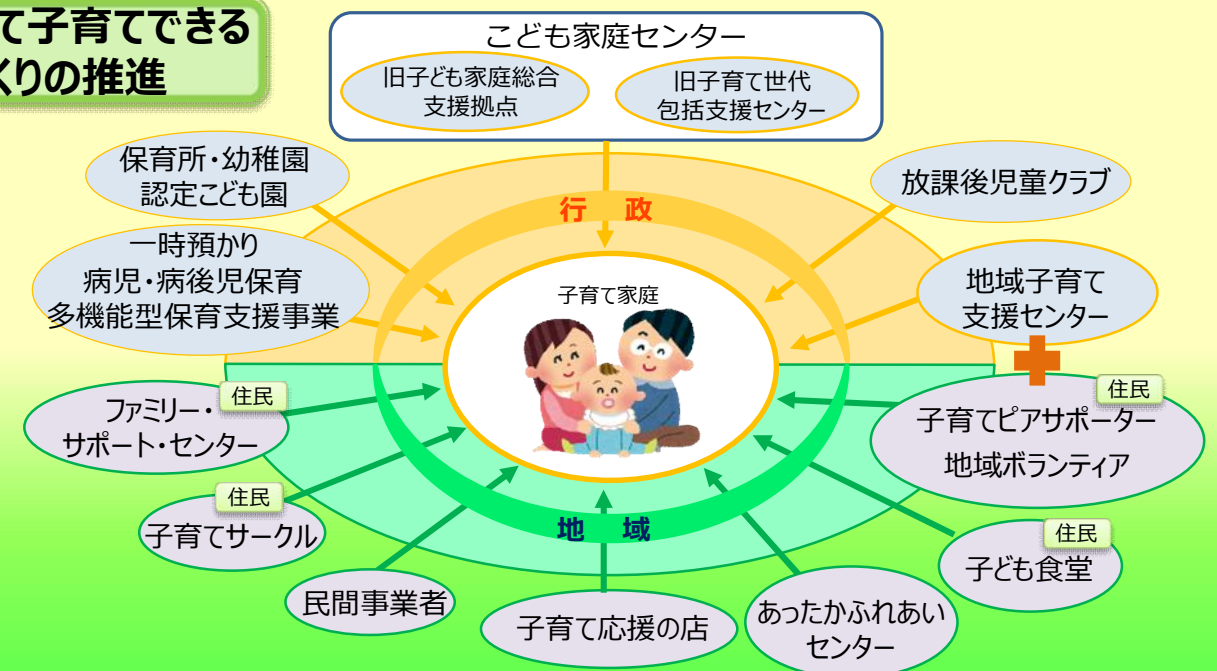 て子育てできる
くりの推進
こども家庭センター
旧子ども家庭総合
支援拠点
旧子育て世代
包括支援センター
保育所・幼稚園
認定こども園
放課後児童クラブ
行 政
一時預かり
病児・病後児保育
多機能型保育支援事業
子育て家庭
地域子育て
支援センター
住民
ファミリー・
サポート・センター
住民
子育てピアサポーター
地域ボランティア
住民
子育てサークル
地 域
住民
子ども食堂
民間事業者
子育て応援の店
あったかふれあい
センター